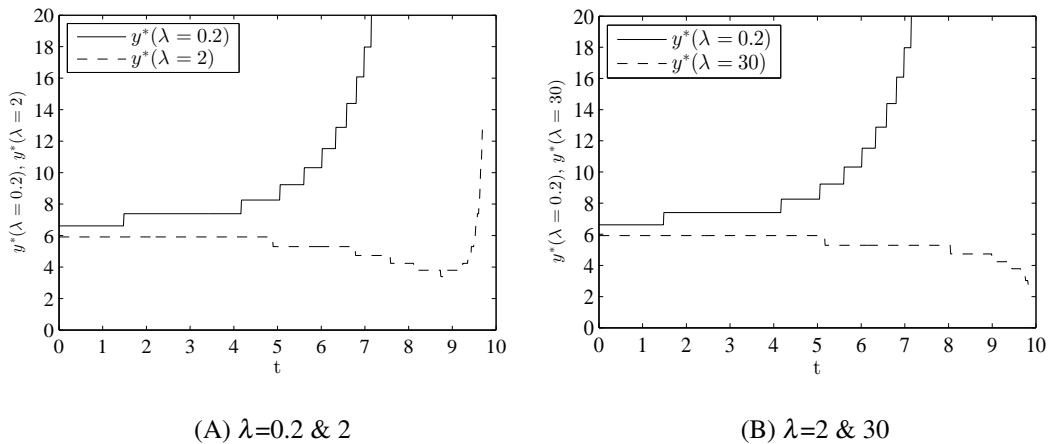 y*(λ = 0.2)
y*(λ = 2)
y*(λ = 0.2), y*(λ = 2)
20
18
16
14
12
10
8
6
4
2
0
0 1 2 3 4 5 6 7 8 9 10
t
(A) λ=0.2 & 2
y*(λ = 0.2)
y*(λ = 30)
y*(λ = 0.2), y*(λ = 30)
20
18
16
14
12
10
8
6
4
2
0
0 1 2 3 4 5 6 7 8 9 10
t
(B) λ=2 & 30